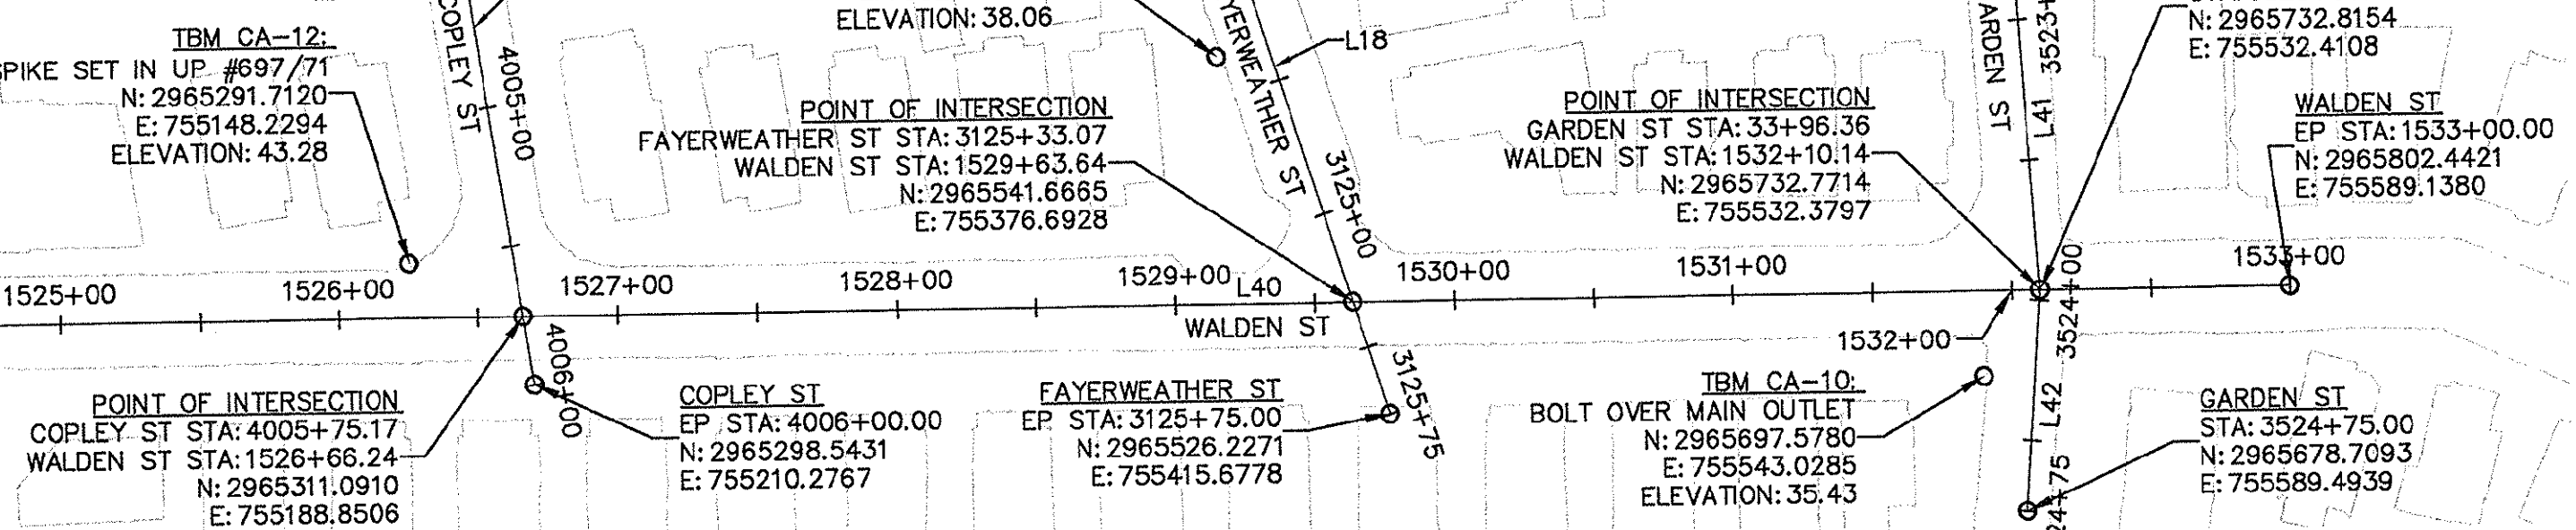 COPLEY ST
4005+00
TBM CA-12:
SPIKE SET IN UP #697/71
N: 2965291.7120
E: 755148.2294
ELEVATION: 43.28
ELEVATION: 38.06
L18
3125+00
POINT OF INTERSECTION
FAYERWEATHER ST STA: 3125+33.07
WALDEN ST STA: 1529+63.64
N: 2965541.6665
E: 755376.6928
POINT OF INTERSECTION
GARDEN ST STA: 33+96.36
WALDEN ST STA: 1532+10.14
N: 2965732.7714
E: 755532.3797
L41
N: 2965732.8154
E: 755532.4108
WALDEN ST
EP STA: 1533+00.00
N: 2965802.4421
E: 755589.1380
1525+00
1526+00
1527+00
1528+00
1529+00
L40
1530+00
1531+00
1533+00
WALDEN ST
1532+00
3524+00
POINT OF INTERSECTION
COPLEY ST STA: 4005+75.17
WALDEN ST STA: 1526+66.24
N: 2965311.0910
E: 755188.8506
4006+00
COPLEY ST
EP STA: 4006+00.00
N: 2965298.5431
E: 755210.2767
FAYERWEATHER ST
EP STA: 3125+75.00
N: 2965526.2271
E: 755415.6778
3125+75
TBM CA-10:
BOLT OVER MAIN OUTLET
N: 2965697.5780
E: 755543.0285
ELEVATION: 35.43
L42
24+75
GARDEN ST
STA: 3524+75.00
N: 2965678.7093
E: 755589.4939